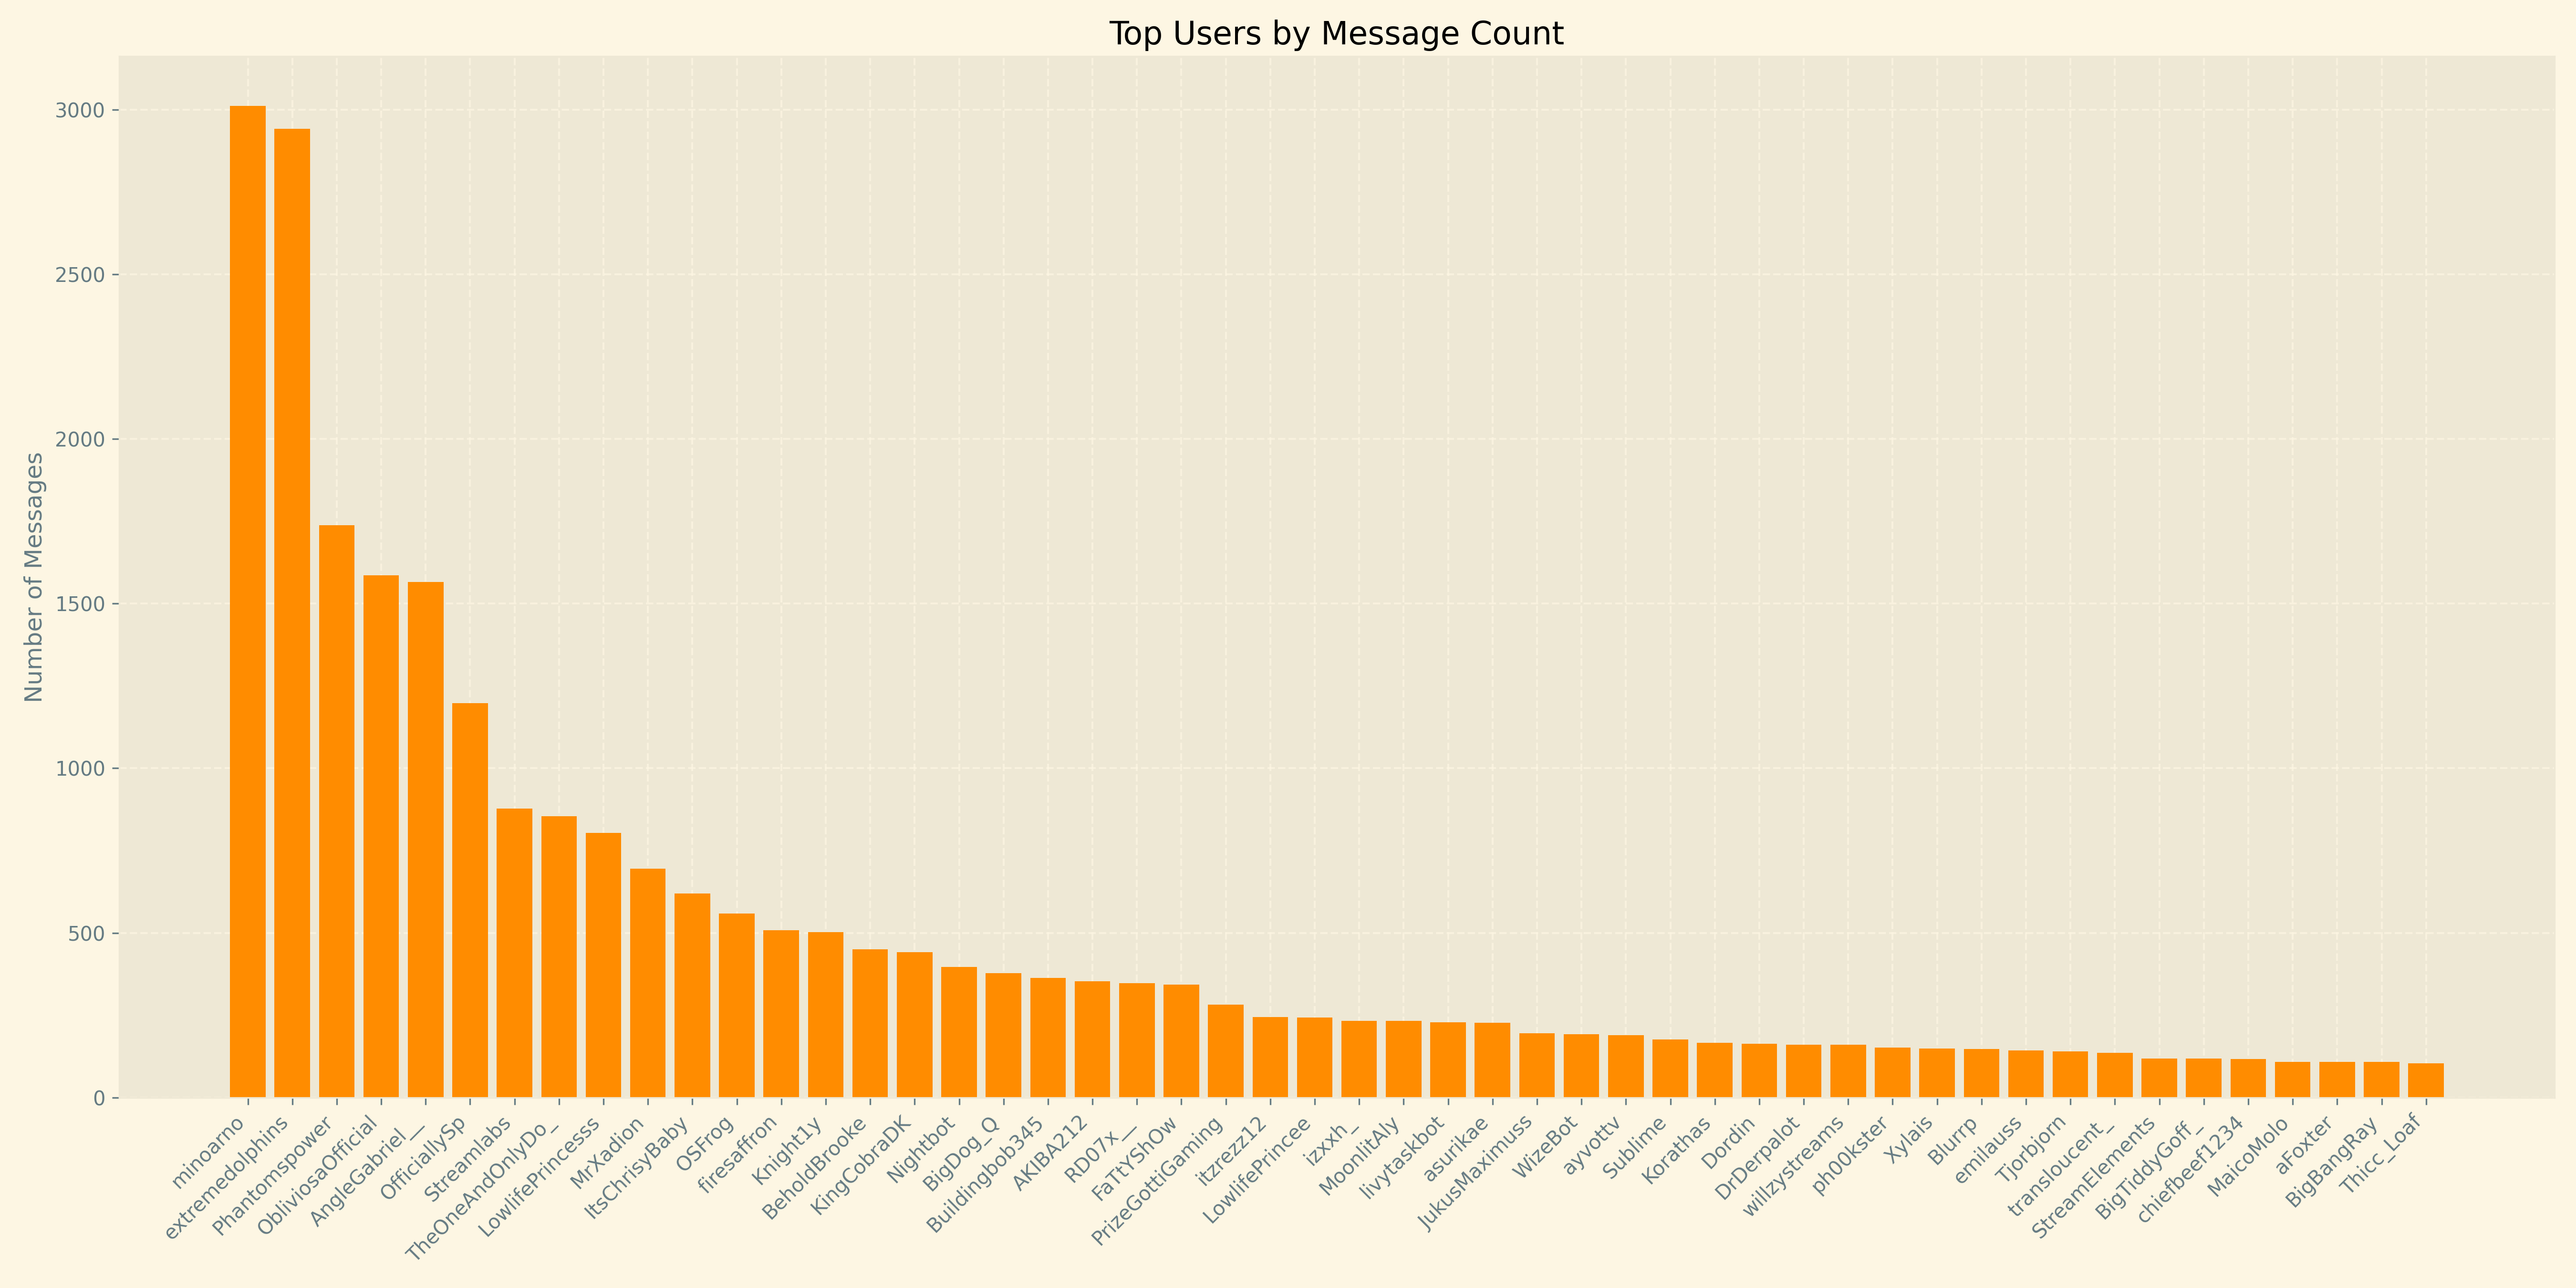 Top Users by Message Count
Number of Messages
3000
2500
2000
1500
1000
500
0
minoarno
extremedolphins
Phantomspower
ObliviosaOfficial
AngleGabriel__
OfficiallySp
Streamlabs
TheOneAndOnlyDo_
LowlifePrincesss
MrXadion
ItsChrisyBaby
OSFrog
firesaffron
Knight1y
BeholdBrooke
KingCobraDK
Nightbot
BigDog_Q
Buildingbob345
AKIBA212
RD07x__
FaTtYShOw
PrizeGottiGaming
itzrezz12
LowlifePrincee
izxxh_
MoonlitAly
livytaskbot
asurikae
JukusMaximuss
WizeBot
ayvottv
Sublime
Korathas
Dordin
DrDerpalot
willzystreams
ph00kster
Xylais
Blurrp
emilauss
Tjorbjorn
transloucent_
StreamElements
BigTiddyGoff_
chiefbeef1234
MaicoMolo
aFoxter
BigBangRay
Thicc_Loaf